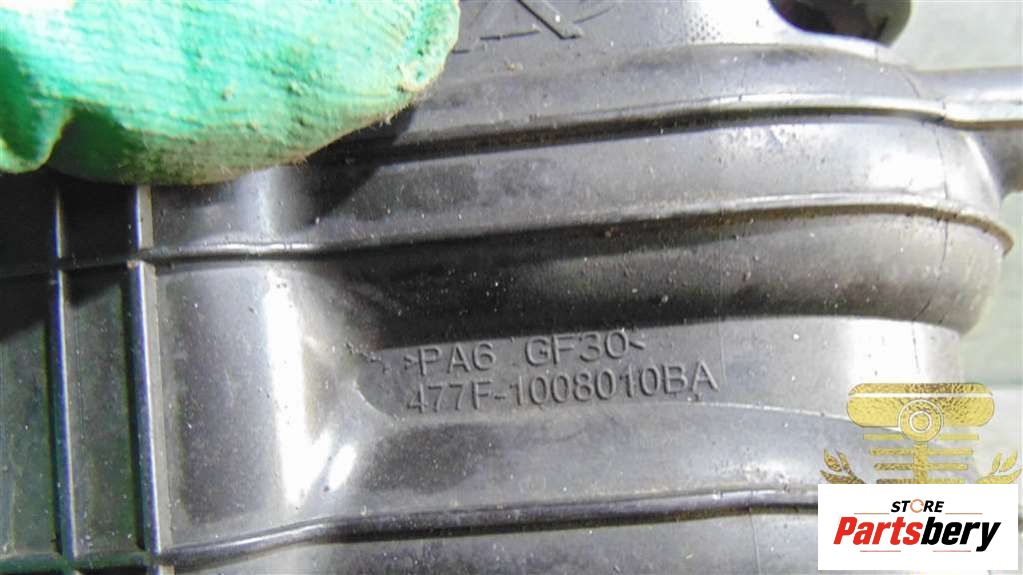 >PA6 GF30<
477F-1008010BA
STORE
Partsbery